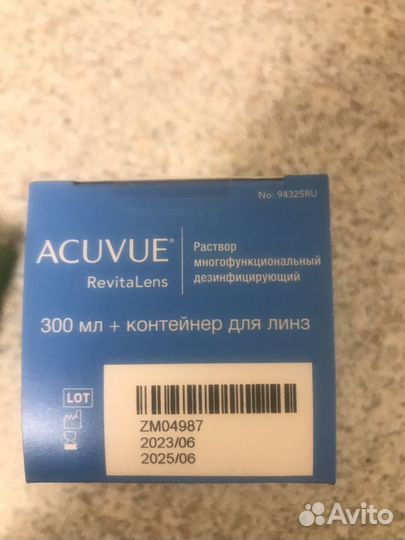 No: 94325RU
ACUVUE®
RevitaLens
Раствор
многофункциональный
дезинфицирующий
300 мл + контейнер для линз
LOT
ZM04987
2023/06
2025/06
Avito